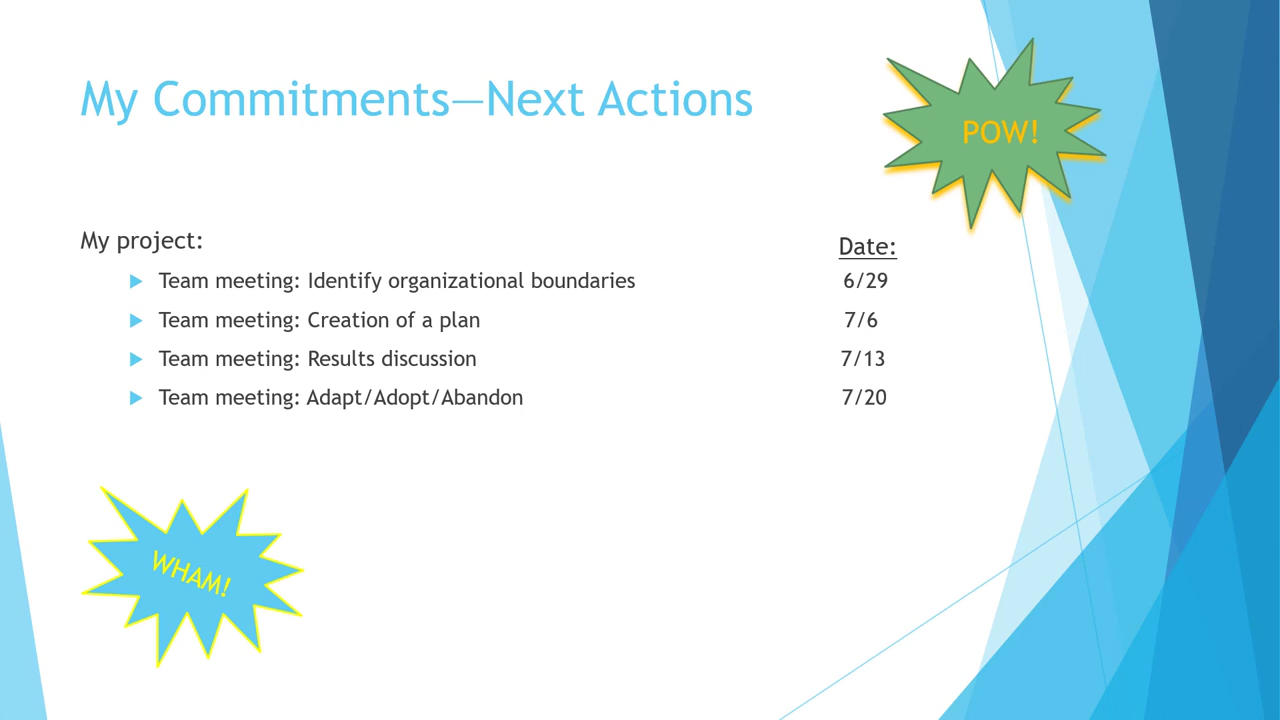 My Commitments—Next Actions
POW!
My project:
Date:
Team meeting: Identify organizational boundaries 6/29
Team meeting: Creation of a plan 7/6
Team meeting: Results discussion 7/13
Team meeting: Adapt/Adopt/Abandon 7/20
WHAM!